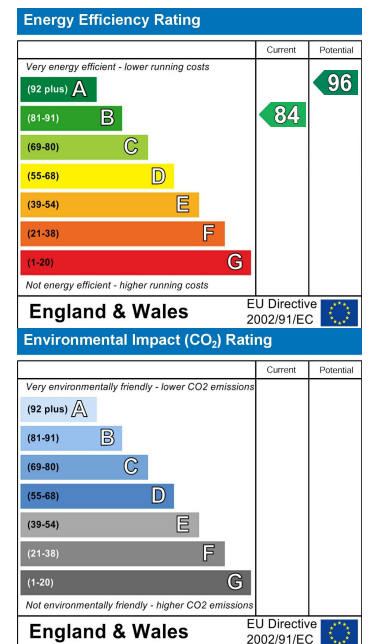 Energy Efficiency Rating
Current Potential
Very energy efficient - lower running costs
(92 plus) A
96
(81-91) B
84
(69-80) C
(55-68) D
(39-54) E
(21-38) F
(1-20) G
Not energy efficient - higher running costs
England & Wales
EU Directive
2002/91/EC
Environmental Impact (CO₂) Rating
Current Potential
Very environmentally friendly - lower CO2 emissions
(92 plus) A
(81-91) B
(69-80) C
(55-68) D
(39-54) E
(21-38) F
(1-20) G
Not environmentally friendly - higher CO2 emissions
England & Wales
EU Directive
2002/91/EC